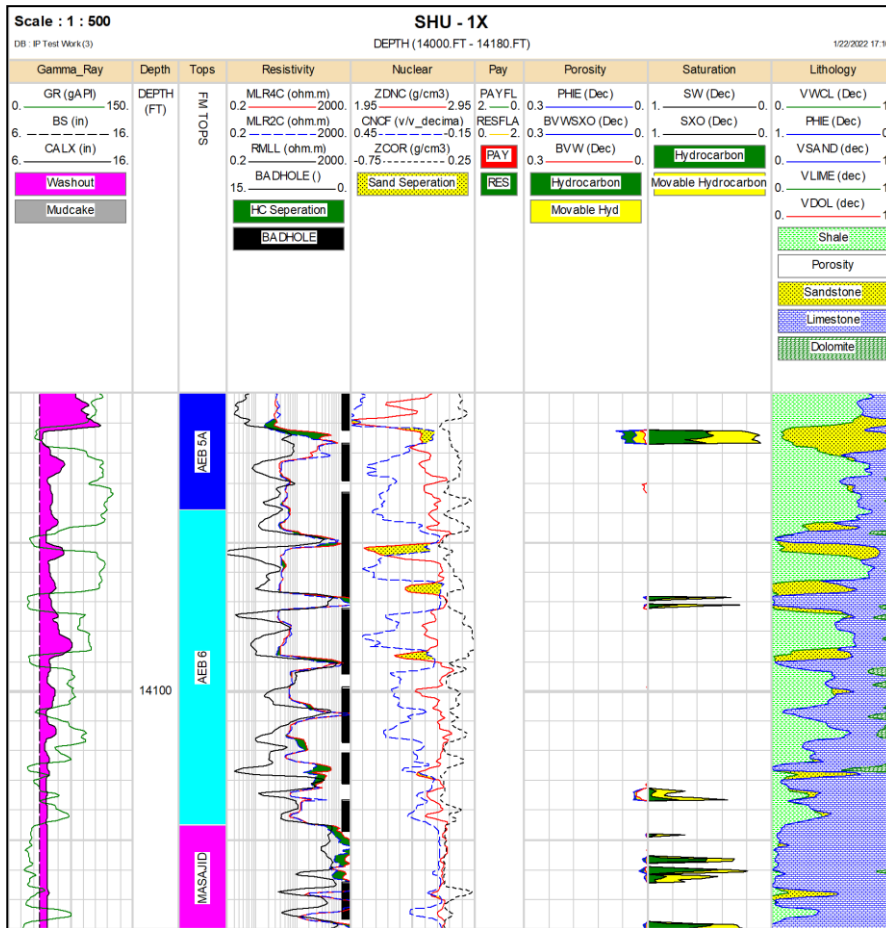 Scale : 1 : 500
SHU - 1X
DB : IP Test Work(3)
DEPTH (14000.FT - 14180.FT)
1/22/2022 17:1
Gamma_Ray
Depth
Tops
Resistivity
Nuclear
Pay
Porosity
Saturation
Lithology
GR (gAPI)
0. 150.
BS (in)
6. 16.
CALX (in)
6. 16.
Washout
Mudcake
DEPTH
(FT)
FM TOPS
MLR4C (ohm.m)
0.2 2000.
MLR2C (ohm.m)
0.2 2000.
RMLL (ohm.m)
0.2 2000.
BADHOLE ()
15. 0.
HC Seperation
BADHOLE
ZDNC (g/cm3)
1.95 2.95
CNCF (v/v_decima)
0.45 -0.15
ZCOR (g/cm3)
-0.75 0.25
Sand Seperation
PAYFL
2. 0.
RESFLA
0. 2.
PAY
RES
PHIE (Dec)
0.3 0.
BVWSXO (Dec)
0.3 0.
BVW (Dec)
0.3 0.
Hydrocarbon
Movable Hyd
SW (Dec)
1. 0.
SXO (Dec)
1. 0.
Hydrocarbon
Movable Hydrocarbon
VWCL (Dec)
0. 1
PHIE (Dec)
1. 0
VSAND (dec)
0. 1
VLIME (dec)
0. 1
VDOL (dec)
0. 1
Shale
Porosity
Sandstone
Limestone
Dolomite
AEB 5A
AEB 6
14100
MASAJID